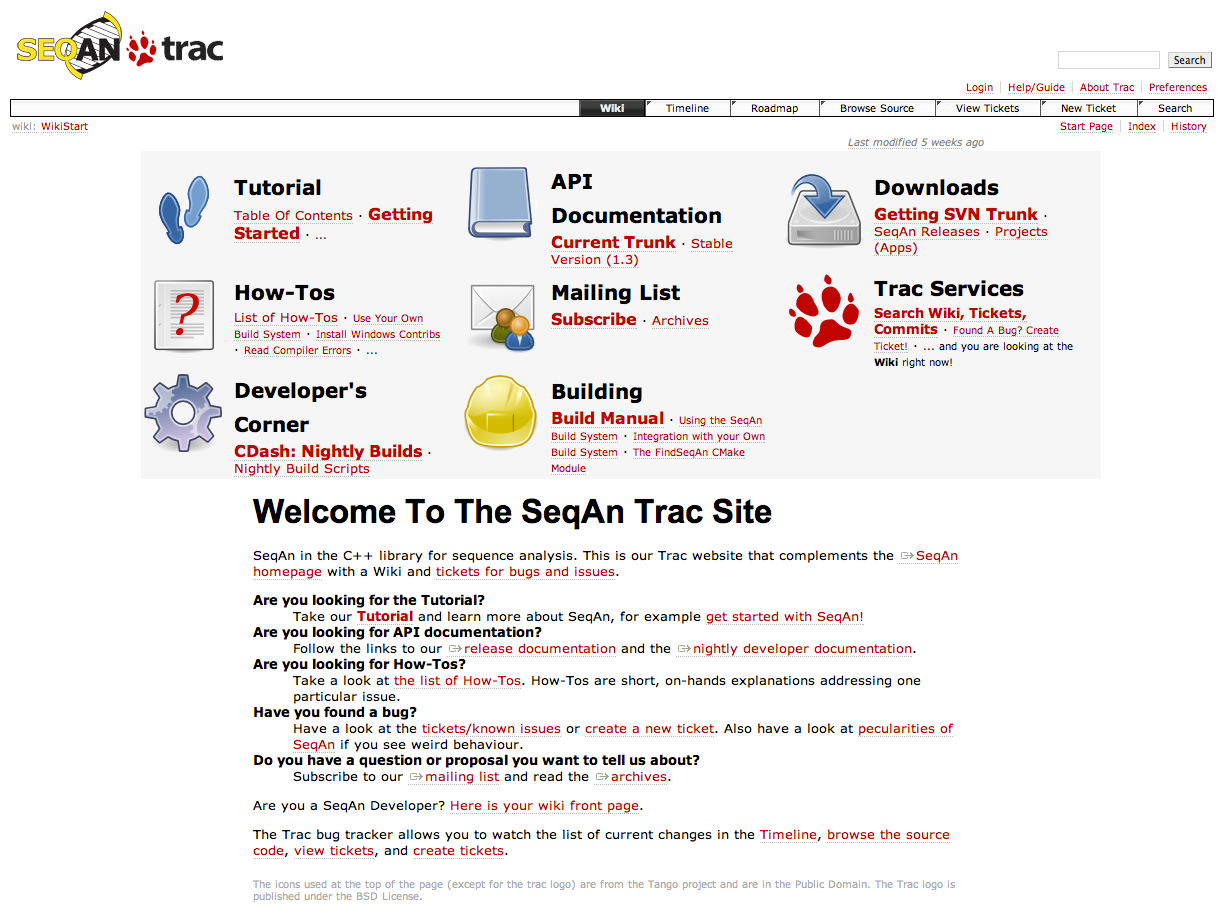 SEQAN trac
Search
Login Help/Guide About Trac Preferences
Wiki Timeline Roadmap Browse Source View Tickets New Ticket Search
wiki: WikiStart
Start Page Index History
Last modified 5 weeks ago
Tutorial
Table Of Contents · Getting
Started · ...
API
Documentation
Current Trunk · Stable
Version (1.3)
Downloads
Getting SVN Trunk ·
SeqAn Releases · Projects
(Apps)
?
How-Tos
List of How-Tos · Use Your Own
Build System · Install Windows Contribs
· Read Compiler Errors · ...
Mailing List
Subscribe · Archives
Trac Services
Search Wiki, Tickets,
Commits · Found A Bug? Create
Ticket! · ... and you are looking at the
Wiki right now!
Developer's
Corner
CDash: Nightly Builds ·
Nightly Build Scripts
Building
Build Manual · Using the SeqAn
Build System · Integration with your Own
Build System · The FindSeqAn CMake
Module
Welcome To The SeqAn Trac Site
SeqAn in the C++ library for sequence analysis. This is our Trac website that complements the SeqAn
homepage with a Wiki and tickets for bugs and issues.
Are you looking for the Tutorial?
Take our Tutorial and learn more about SeqAn, for example get started with SeqAn!
Are you looking for API documentation?
Follow the links to our release documentation and the nightly developer documentation.
Are you looking for How-Tos?
Take a look at the list of How-Tos. How-Tos are short, on-hands explanations addressing one
particular issue.
Have you found a bug?
Have a look at the tickets/known issues or create a new ticket. Also have a look at pecularities of
SeqAn if you see weird behaviour.
Do you have a question or proposal you want to tell us about?
Subscribe to our mailing list and read the archives.
Are you a SeqAn Developer? Here is your wiki front page.
The Trac bug tracker allows you to watch the list of current changes in the Timeline, browse the source
code, view tickets, and create tickets.
The icons used at the top of the page (except for the trac logo) are from the Tango project and are in the Public Domain. The Trac logo is
published under the BSD License.